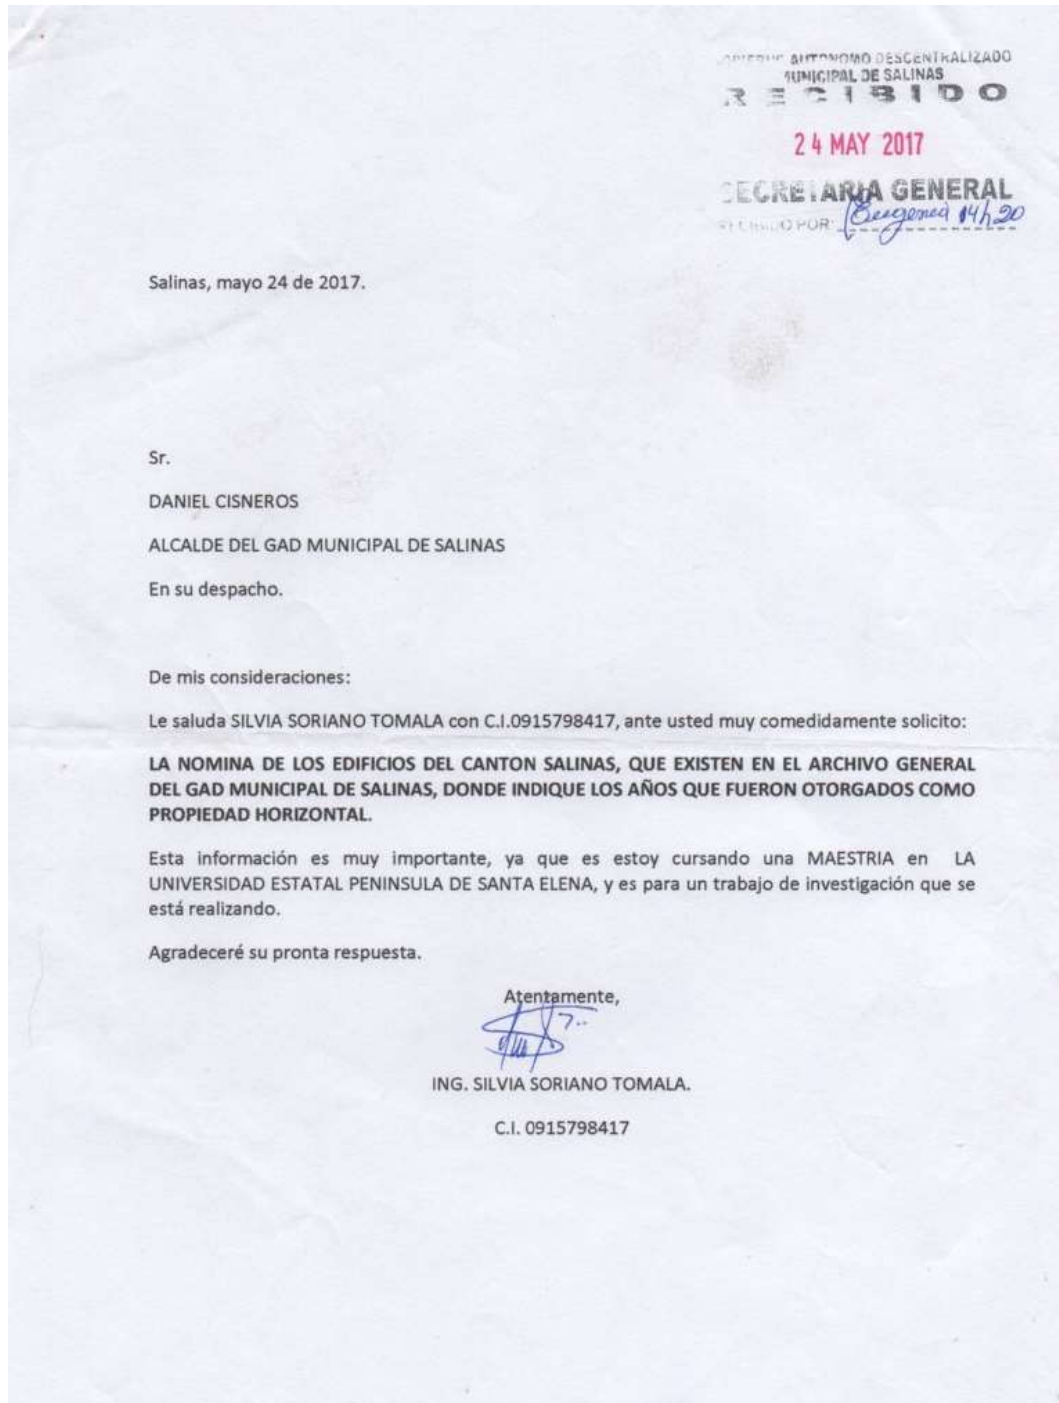 AUTONOMO DESCENTRALIZADO
MUNICIPAL DE SALINAS
RECIBIDO
24 MAY 2017
SECRETARIA GENERAL
RECIBIDO POR: Eugenia 14h20
Salinas, mayo 24 de 2017.
Sr.
DANIEL CISNEROS
ALCALDE DEL GAD MUNICIPAL DE SALINAS
En su despacho.
De mis consideraciones:
Le saluda SILVIA SORIANO TOMALA con C.I.0915798417, ante usted muy comedidamente solicito:
LA NOMINA DE LOS EDIFICIOS DEL CANTON SALINAS, QUE EXISTEN EN EL ARCHIVO GENERAL
DEL GAD MUNICIPAL DE SALINAS, DONDE INDIQUE LOS AÑOS QUE FUERON OTORGADOS COMO
PROPIEDAD HORIZONTAL.
Esta información es muy importante, ya que es estoy cursando una MAESTRIA en LA
UNIVERSIDAD ESTATAL PENINSULA DE SANTA ELENA, y es para un trabajo de investigación que se
está realizando.
Agradeceré su pronta respuesta.
Atentamente,
ING. SILVIA SORIANO TOMALA.
C.I. 0915798417